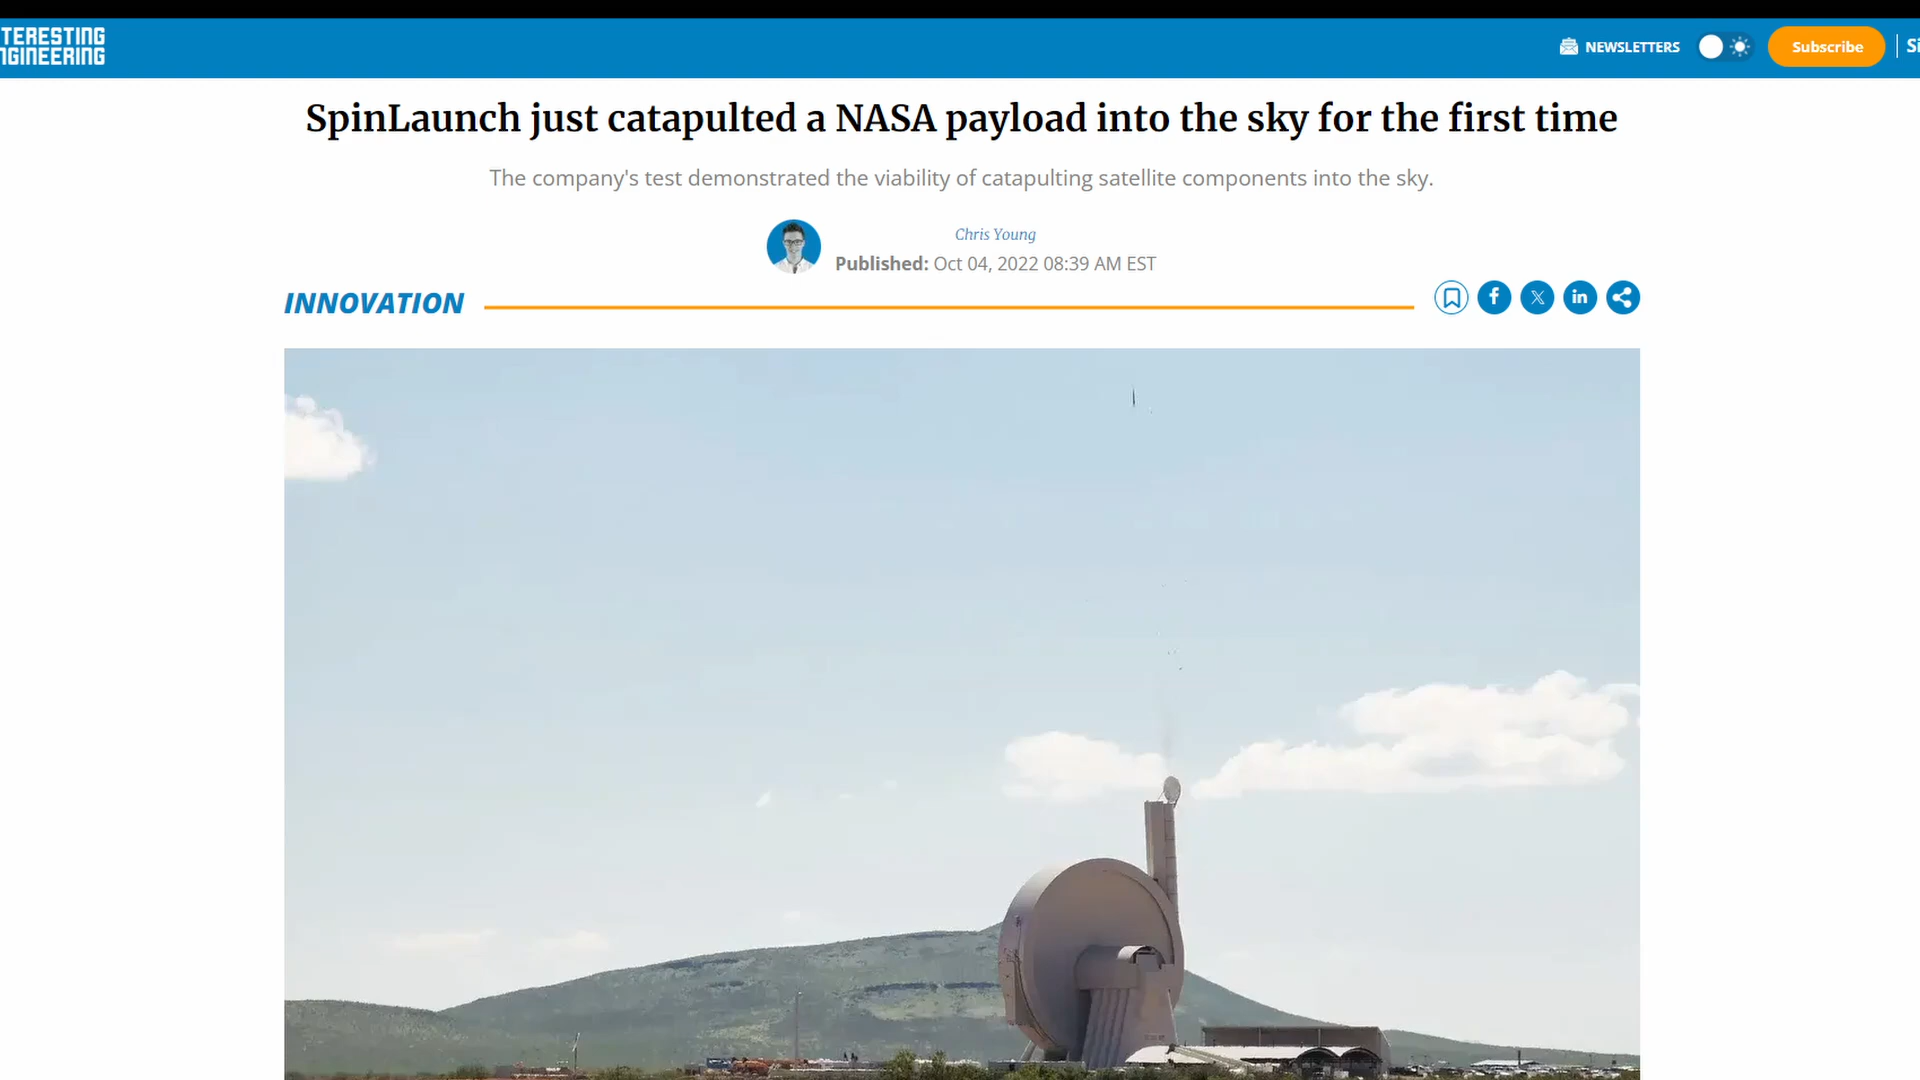 TERESTING
NGINEERING
NEWSLETTERS
Subscribe
Si
SpinLaunch just catapulted a NASA payload into the sky for the first time
The company's test demonstrated the viability of catapulting satellite components into the sky.
Chris Young
Published: Oct 04, 2022 08:39 AM EST
INNOVATION